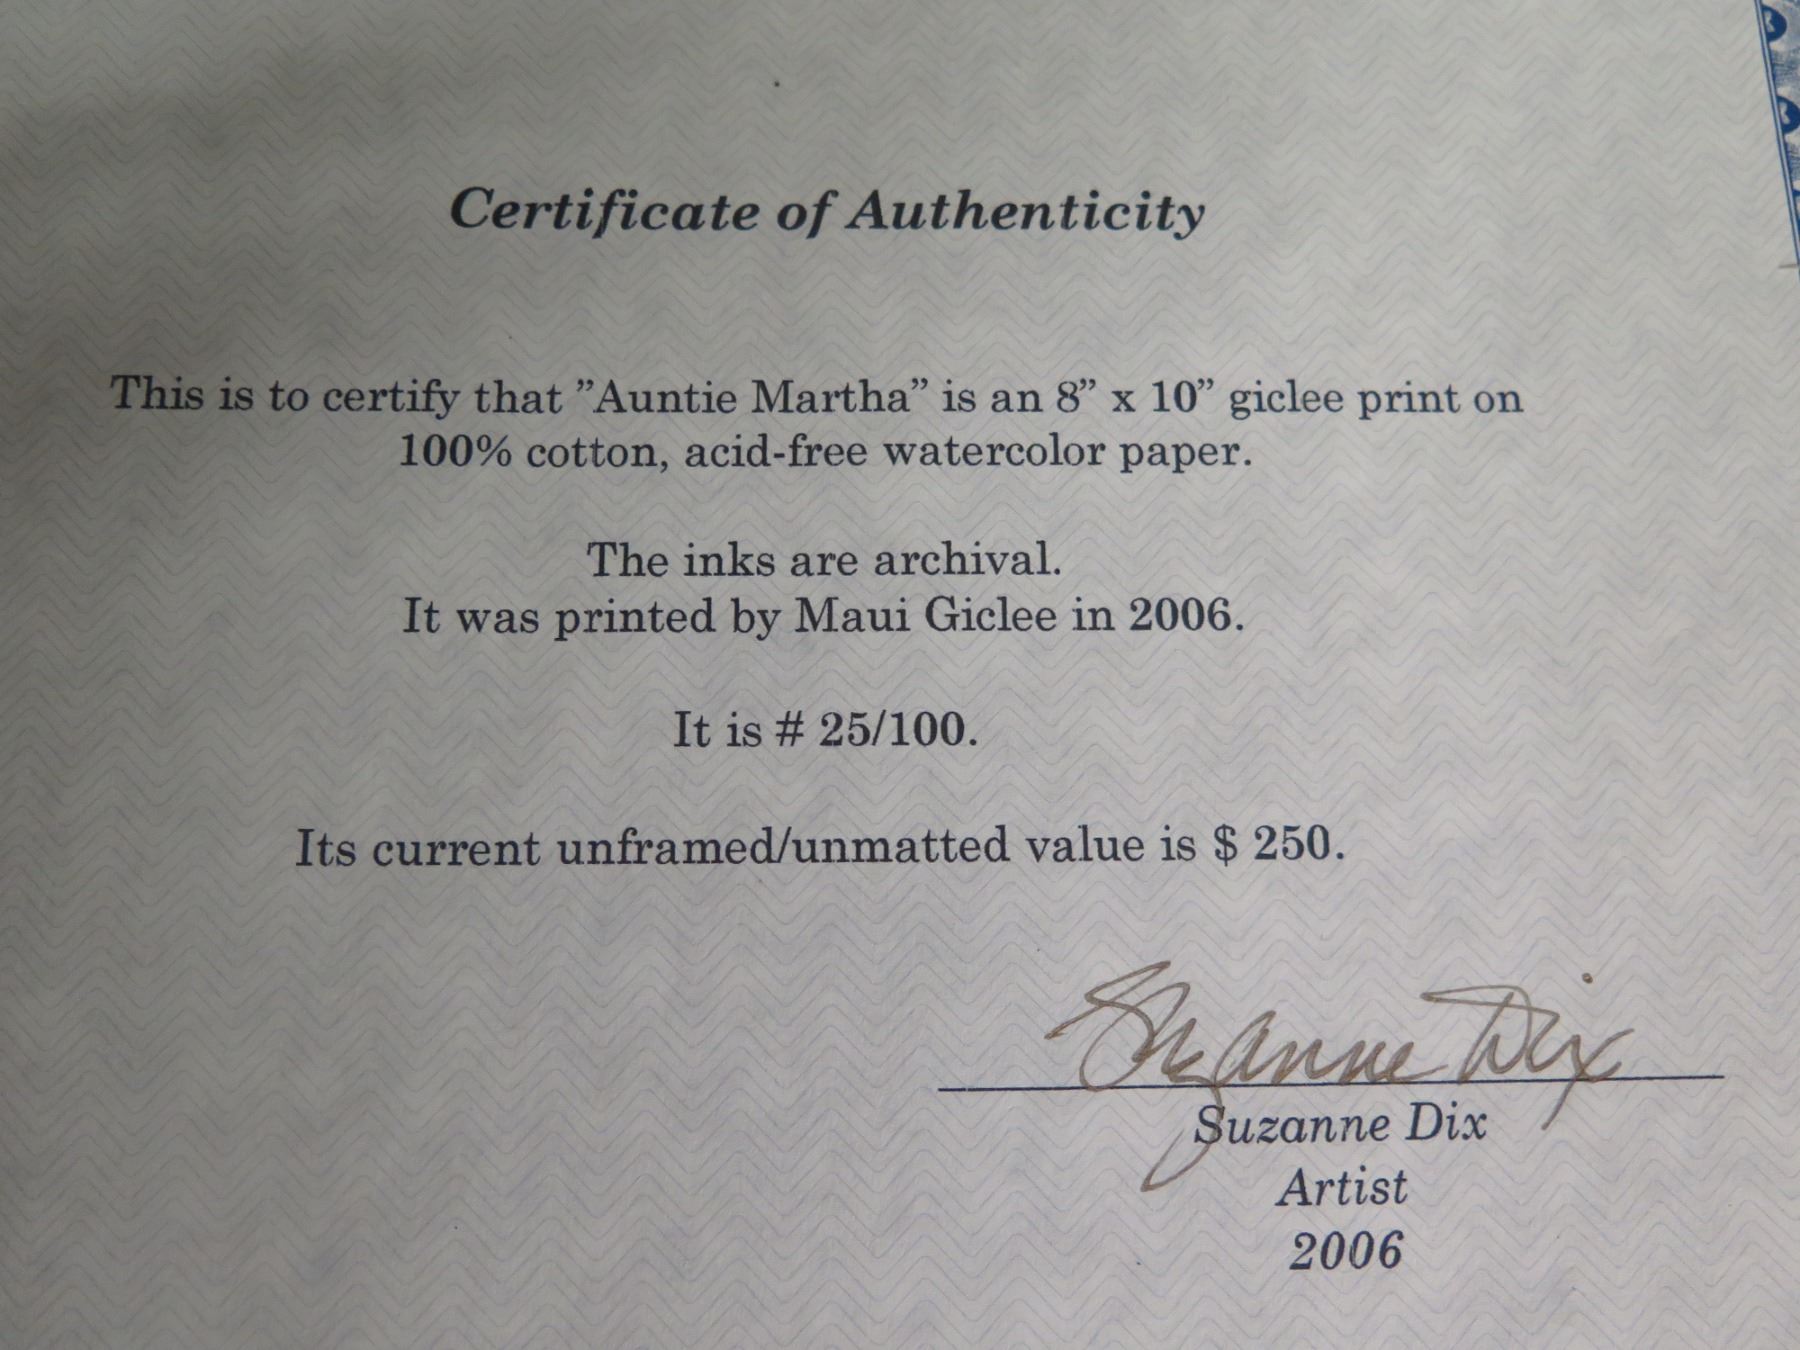 Certificate of Authenticity
This is to certify that ”Auntie Martha” is an 8” x 10” giclee print on
100% cotton, acid-free watercolor paper.
The inks are archival.
It was printed by Maui Giclee in 2006.
It is # 25/100.
Its current unframed/unmatted value is $ 250.
Suzanne Dix
Suzanne Dix
Artist
2006